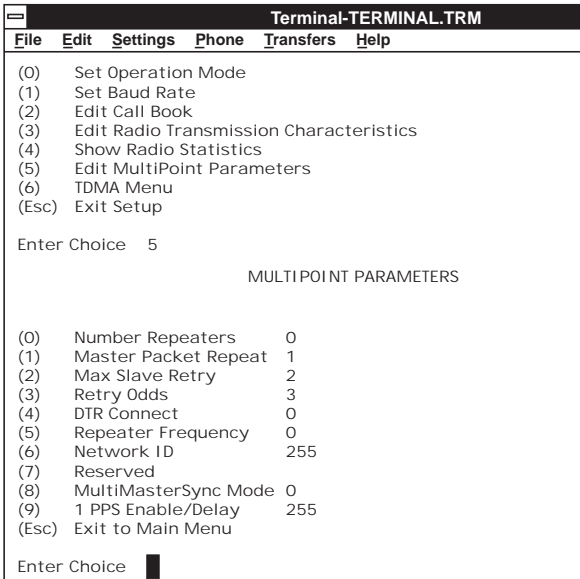 Terminal-TERMINAL.TRM
File Edit Settings Phone Transfers Help
(0) Set Operation Mode
(1) Set Baud Rate
(2) Edit Call Book
(3) Edit Radio Transmission Characteristics
(4) Show Radio Statistics
(5) Edit MultiPoint Parameters
(6) TDMA Menu
(Esc) Exit Setup
Enter Choice 5
MULTIPOINT PARAMETERS
(0) Number Repeaters 0
(1) Master Packet Repeat 1
(2) Max Slave Retry 2
(3) Retry Odds 3
(4) DTR Connect 0
(5) Repeater Frequency 0
(6) Network ID 255
(7) Reserved
(8) MultiMasterSync Mode 0
(9) 1 PPS Enable/Delay 255
(Esc) Exit to Main Menu
Enter Choice